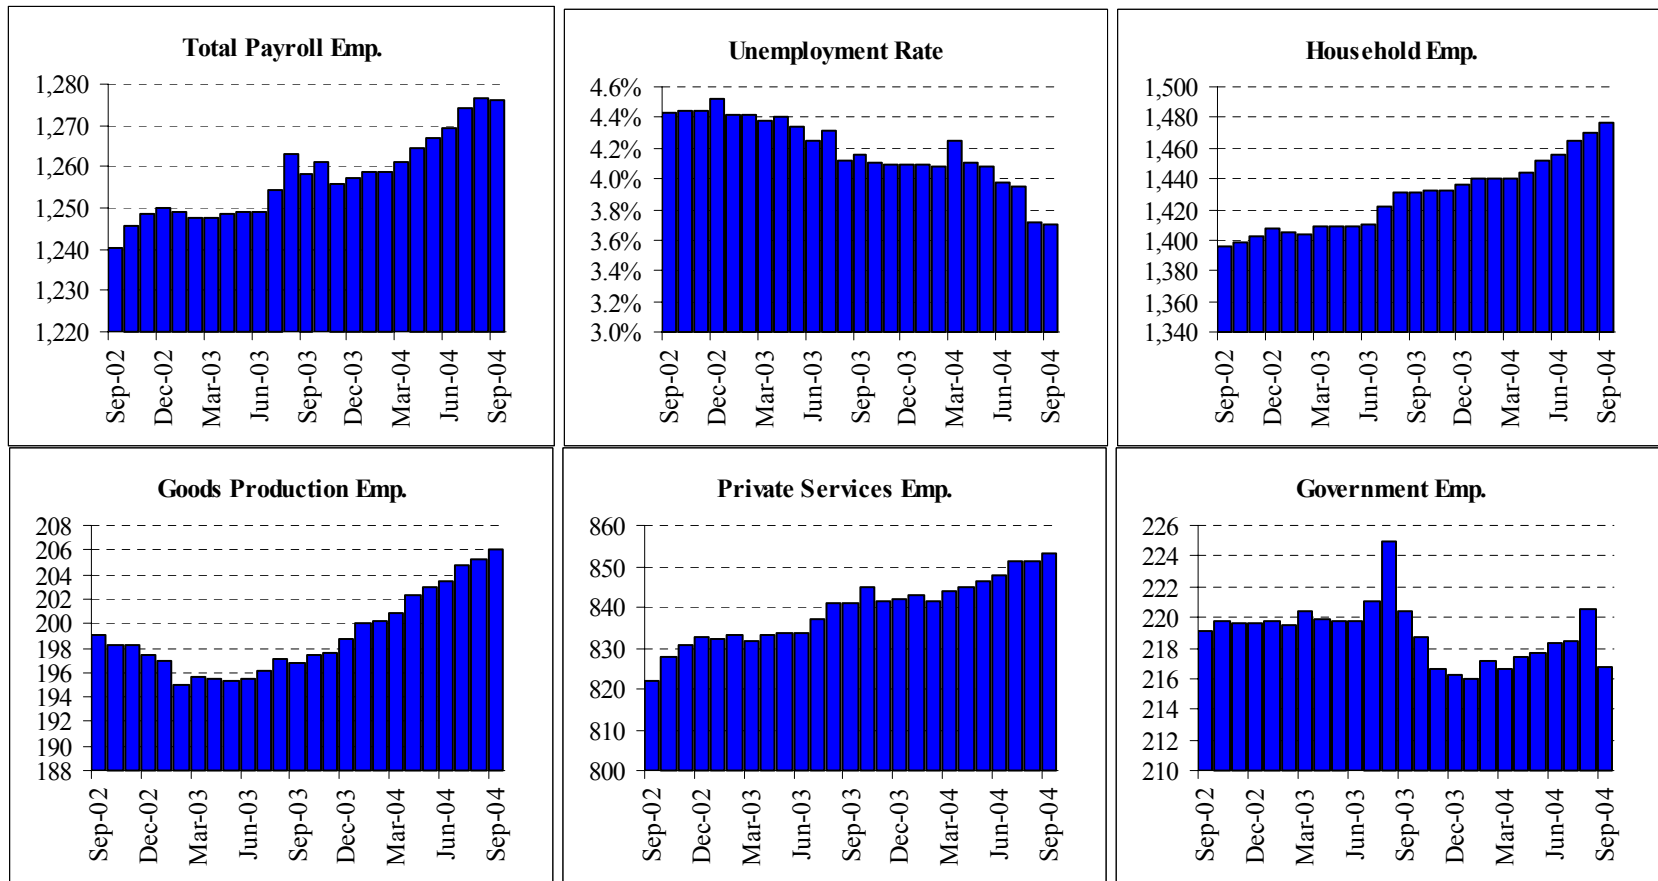 Total Payroll Emp.
1,280
1,270
1,260
1,250
1,240
1,230
1,220
Sep-02
Dec-02
Mar-03
Jun-03
Sep-03
Dec-03
Mar-04
Jun-04
Sep-04
Unemployment Rate
4.6%
4.4%
4.2%
4.0%
3.8%
3.6%
3.4%
3.2%
3.0%
Sep-02
Dec-02
Mar-03
Jun-03
Sep-03
Dec-03
Mar-04
Jun-04
Sep-04
Household Emp.
1,500
1,480
1,460
1,440
1,420
1,400
1,380
1,360
1,340
Sep-02
Dec-02
Mar-03
Jun-03
Sep-03
Dec-03
Mar-04
Jun-04
Sep-04
Goods Production Emp.
208
206
204
202
200
198
196
194
192
190
188
Sep-02
Dec-02
Mar-03
Jun-03
Sep-03
Dec-03
Mar-04
Jun-04
Sep-04
Private Services Emp.
860
850
840
830
820
810
800
Sep-02
Dec-02
Mar-03
Jun-03
Sep-03
Dec-03
Mar-04
Jun-04
Sep-04
Government Emp.
226
224
222
220
218
216
214
212
210
Sep-02
Dec-02
Mar-03
Jun-03
Sep-03
Dec-03
Mar-04
Jun-04
Sep-04